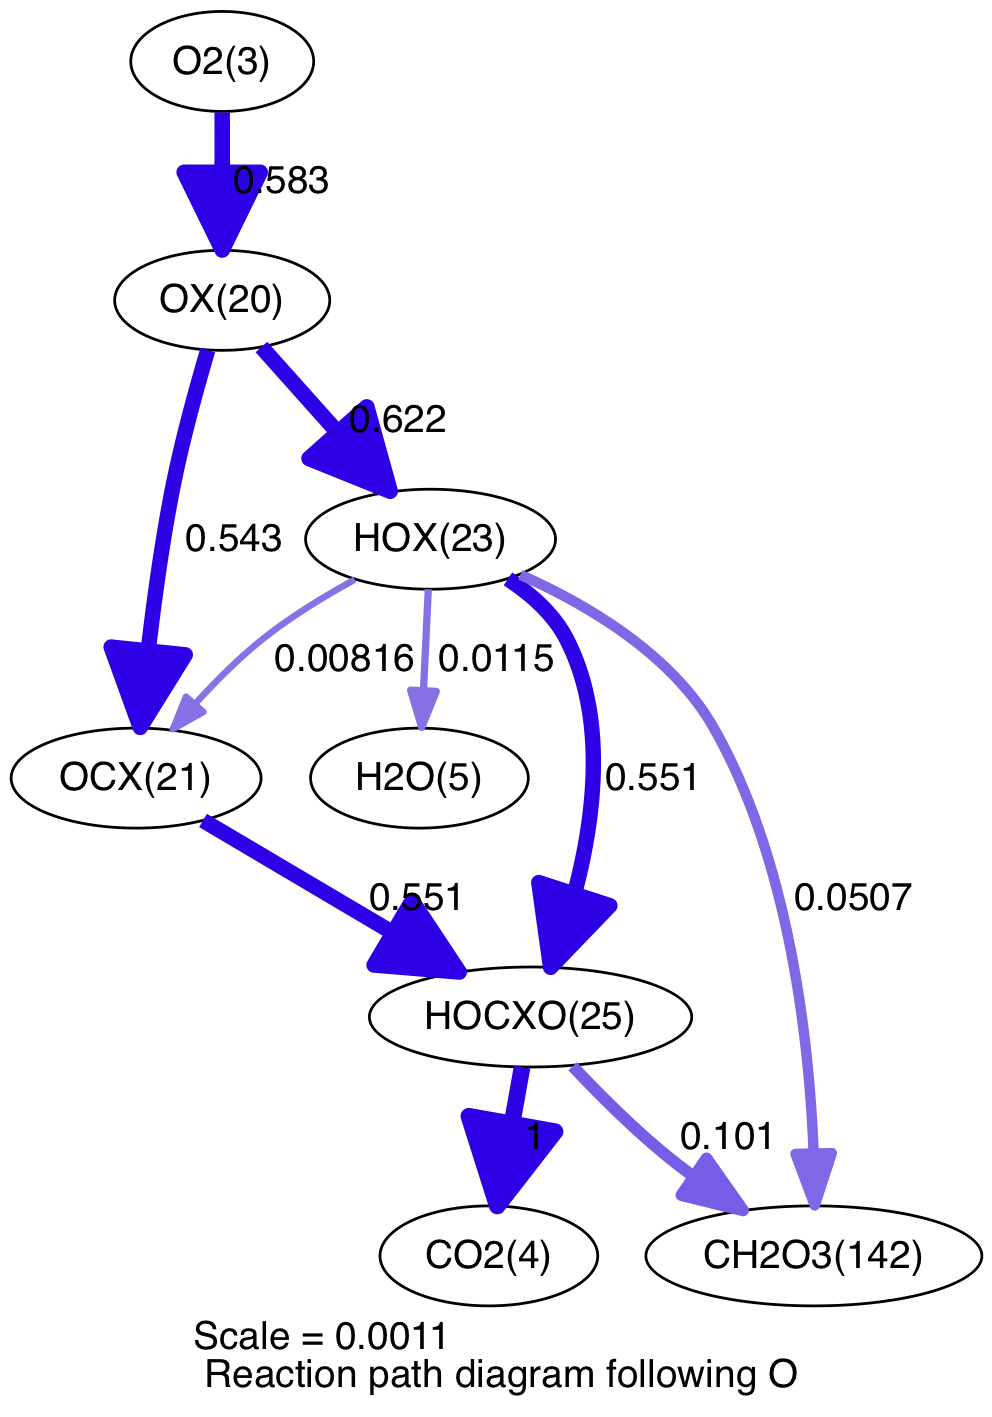 O2(3)
0.583
OX(20)
0.622
HOX(23)
0.543
0.00816
0.0115
OCX(21)
H2O(5)
0.551
0.551
0.0507
HOCXO(25)
1
0.101
CO2(4)
CH2O3(142)
Scale = 0.0011
Reaction path diagram following O